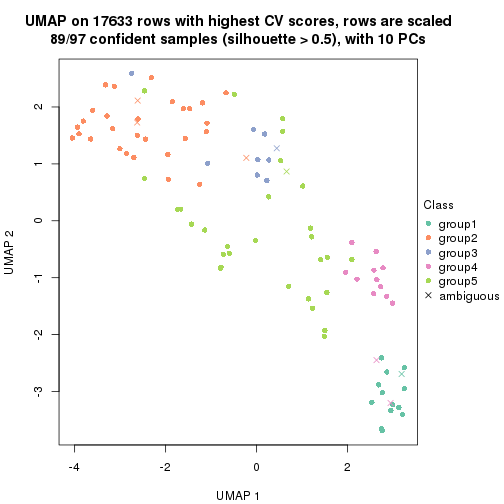 UMAP on 17633 rows with highest CV scores, rows are scaled
89/97 confident samples (silhouette > 0.5), with 10 PCs
2
1
0
-1
-2
-3
UMAP 2
-4
-2
0
2
UMAP 1
Class
group1
group2
group3
group4
group5
ambiguous